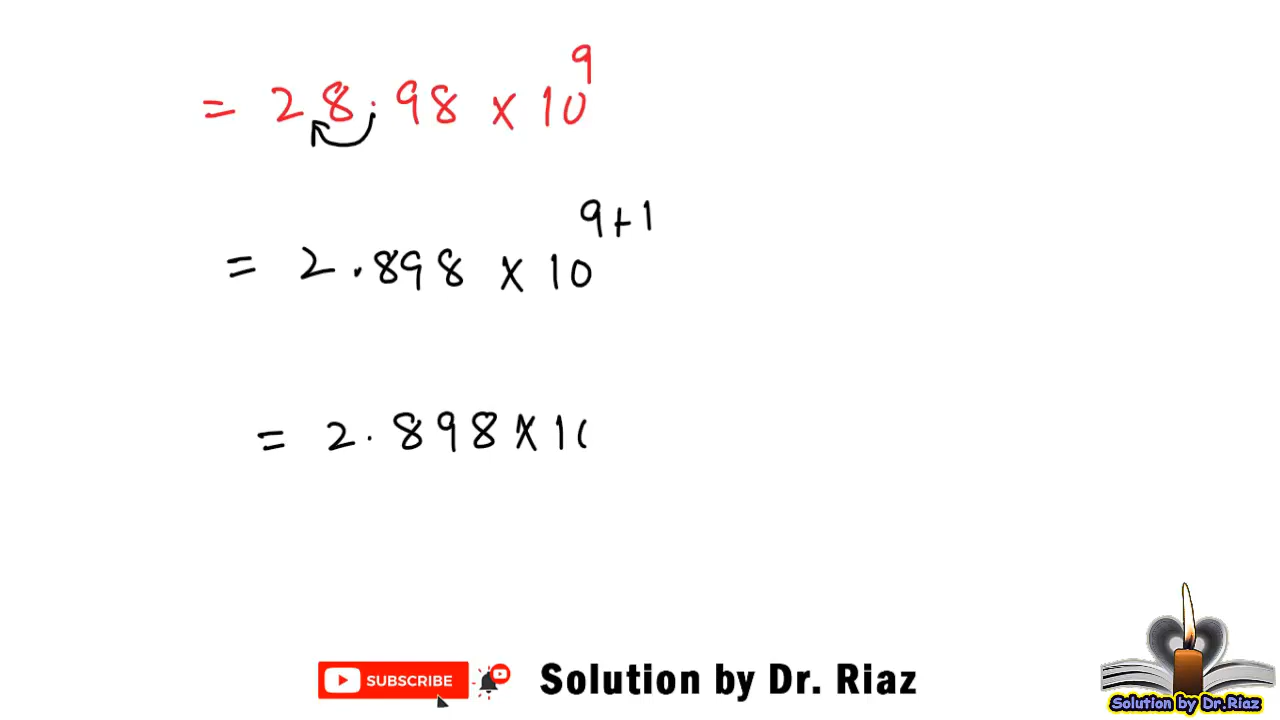 = 28.98 x 10^9
= 2.898 x 10^9+1
= 2.898 x 1(
SUBSCRIBE
Solution by Dr. Riaz
Solution by Dr.Riaz